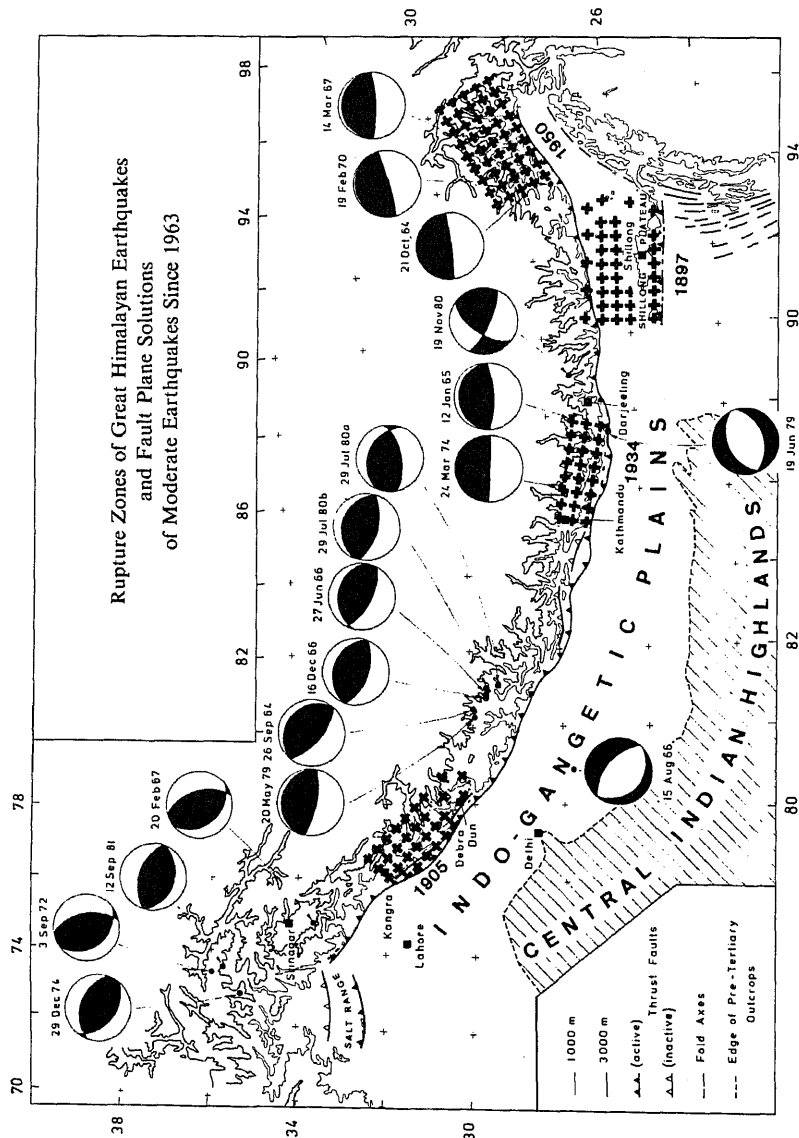 Rupture Zones of Great Himalayan Earthquakes
and Fault Plane Solutions
of Moderate Earthquakes Since 1963
70
74
78
82
86
90
94
98
38
34
30
30
26
80
82
90
94
29 Dec 74
3 Sep 72
12 Sep 81
20 Feb 67
20 May 79
26 Sep 64
16 Dec 66
27 Jun 66
29 Jul 80b
29 Jul 80a
24 Mar 74
12 Jan 65
19 Nov 80
21 Oct, 64
19 Feb 70
14 Mar 67
15 Aug 66
19 Jun 79
Srinagar
SALT RANGE
Lahore
Kangra
1905
Debra
Dun
Delhi
Kathmandu
1934
Darjeeling
Shillong
SHILLONG PLATEAU
1897
1950
INDO-GANGETIC PLAINS
CENTRAL INDIAN HIGHLANDS
1000 m
3000 m
(active)
Thrust Faults
(inactive)
Fold Axes
Edge of Pre-Tertiary
Outcrops